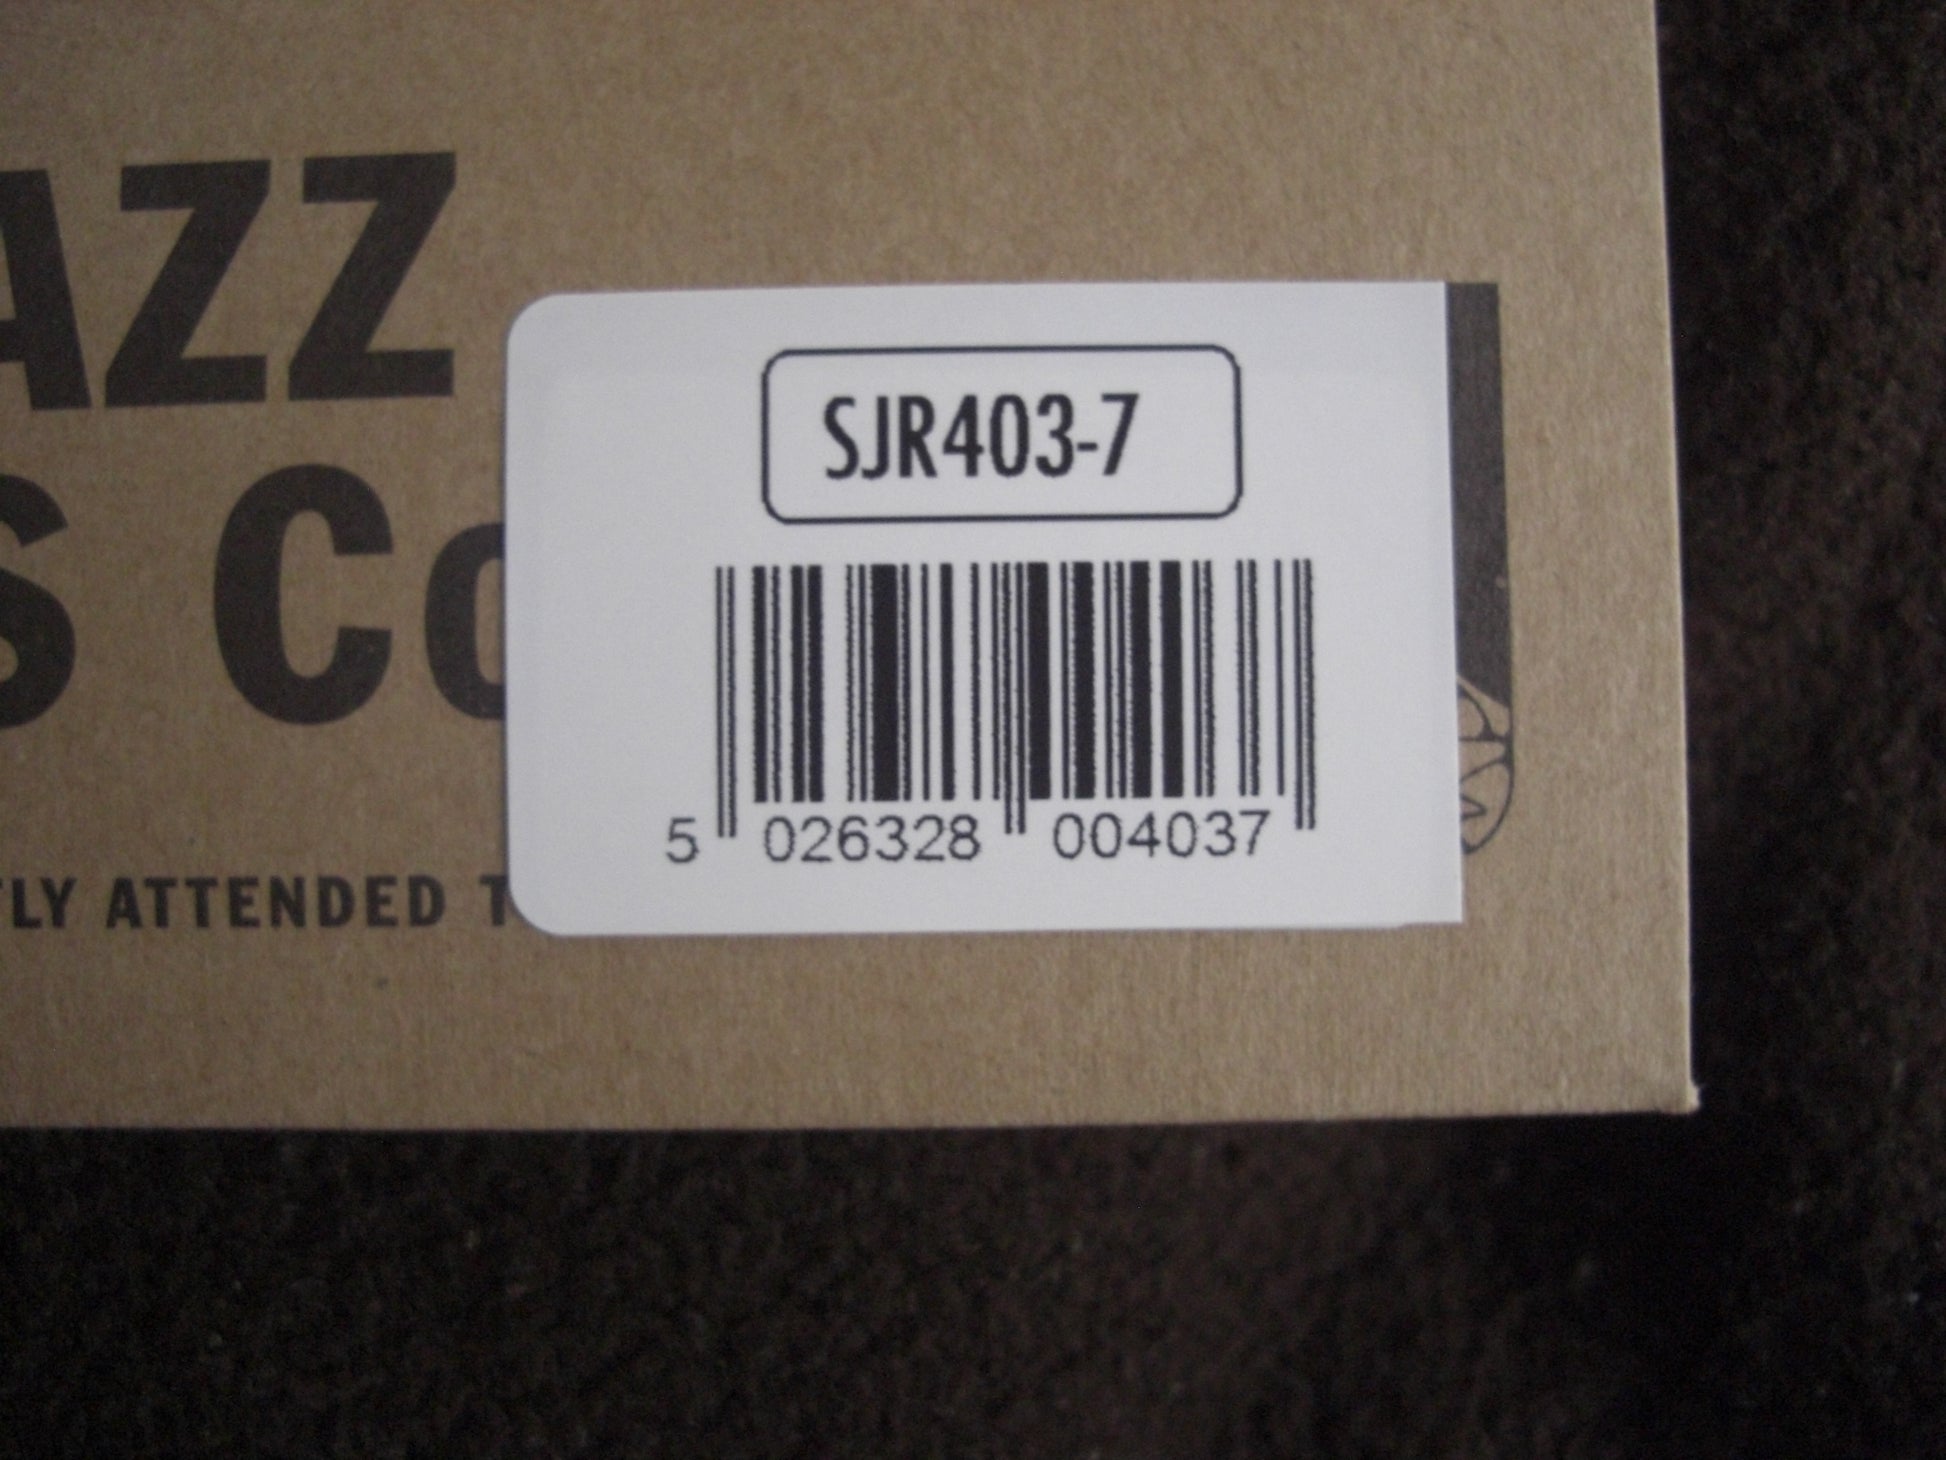 AZZ
S Co
TLY ATTENDED T
SJR403-7
5 026328 004037